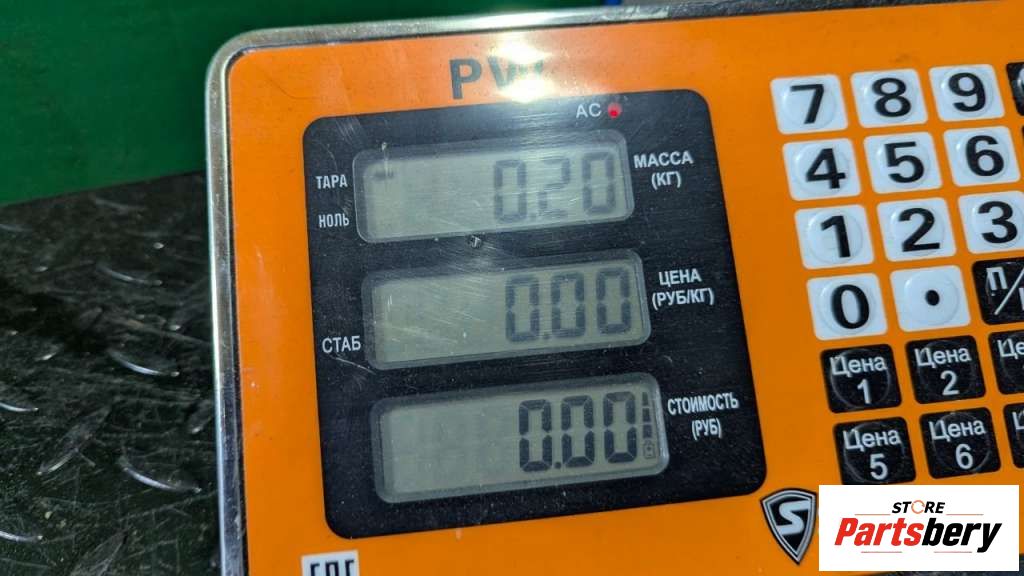 AC
ТАРА
НОЛЬ
0.20
МАССА
(КГ)
СТАБ
0.00
ЦЕНА
(РУБ/КГ)
0.00
СТОИМОСТЬ
(РУБ)
7 8 9
4 5 6
1 2 3
0 .
Цена
1
Цена
2
Цена
5
Цена
6
S
STORE
Partsbery